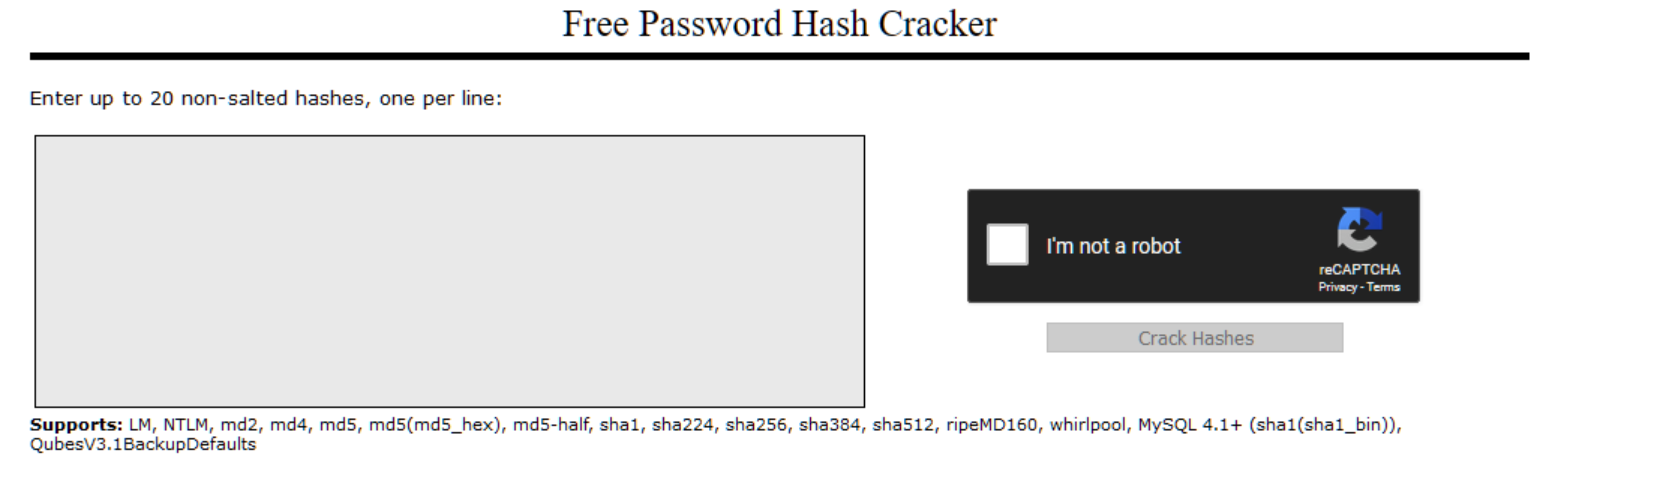 Free Password Hash Cracker
Enter up to 20 non-salted hashes, one per line:
I'm not a robot
reCAPTCHA
Privacy - Terms
Crack Hashes
Supports: LM, NTLM, md2, md4, md5, md5(md5_hex), md5-half, sha1, sha224, sha256, sha384, sha512, ripeMD160, whirlpool, MySQL 4.1+ (sha1(sha1_bin)),
QubesV3.1BackupDefaults